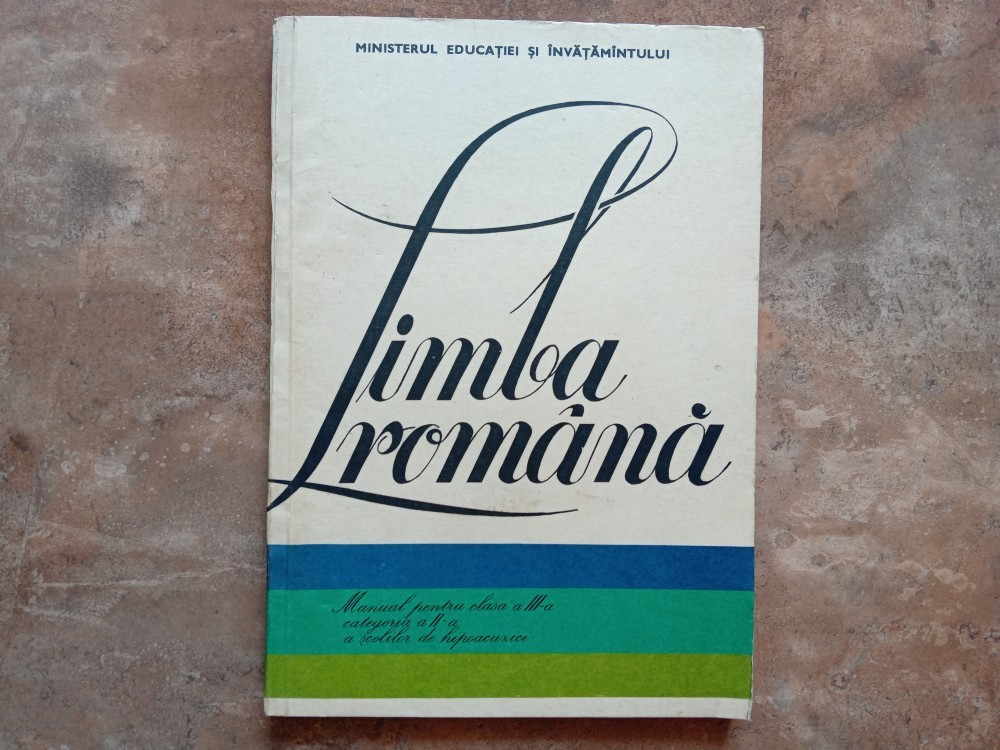 MINISTERUL EDUCAȚIEI ȘI ÎNVĂȚĂMÎNTULUI
Limba
română
Manual pentru clasa a III-a
categoria a II-a
a școlilor de hipoacuzici